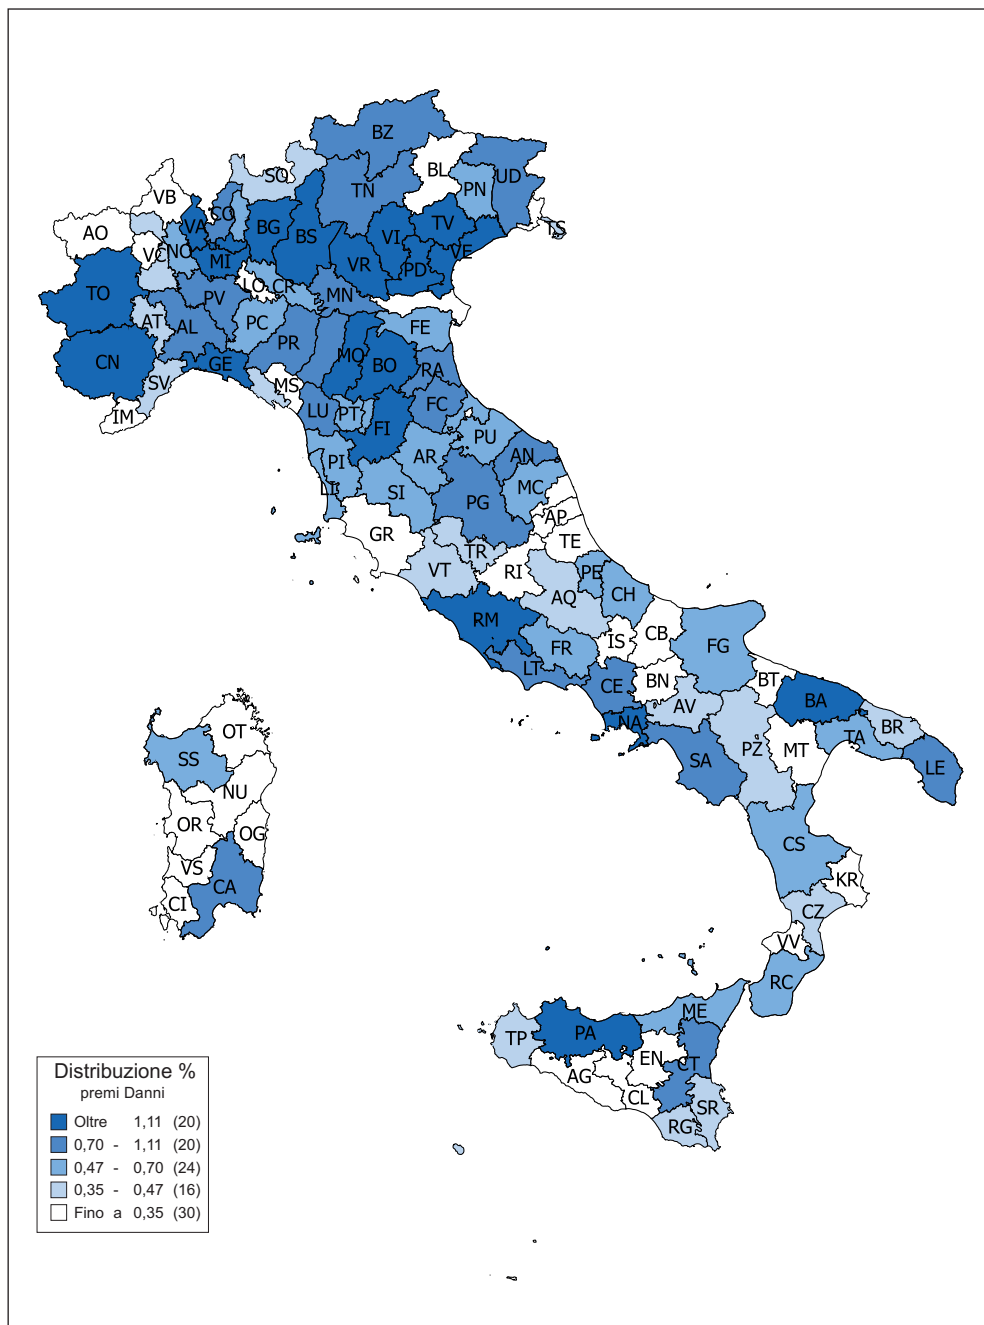 BZ
BL
UD
SO
TN
PN
VB
CO
TS
AO
VA
BG
BS
VI
TV
VC
NO
MI
VR
PD
VE
TO
LO
CR
MN
PV
AT
AL
PC
FE
PR
CN
GE
MO
BO
RA
SV
MS
IM
LU
PT
FI
FC
PU
PI
AR
AN
LI
SI
MC
PG
AP
GR
TE
TR
VT
RI
PE
AQ
CH
RM
IS
CB
FR
FG
LT
BN
BT
CE
AV
BA
OT
NA
BR
SS
SA
PZ
MT
TA
LE
NU
OR
OG
CS
VS
CA
KR
CI
CZ
VV
RC
ME
TP
PA
EN
CT
AG
CL
SR
RG
Distribuzione %
premi Danni
Oltre 1,11 (20)
0,70 - 1,11 (20)
0,47 - 0,70 (24)
0,35 - 0,47 (16)
Fino a 0,35 (30)